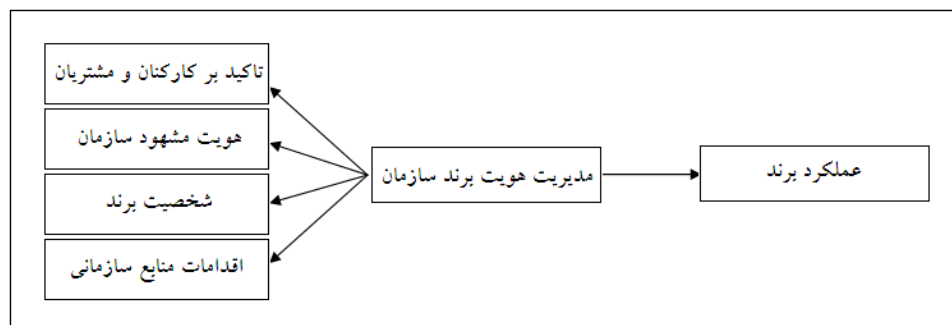 تاکید بر کارکنان و مشتریان
هویت مشهود سازمان
شخصیت برند
اقدامات منابع سازمانی
مدیریت هویت برند سازمان
عملکرد برند